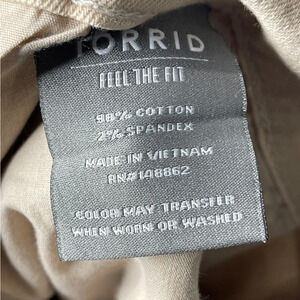 TORRID
FEEL THE FIT
98% COTTON
2% SPANDEX
MADE IN VIETNAM
RN#148862
COLOR MAY TRANSFER
WHEN WORN OR WASHED